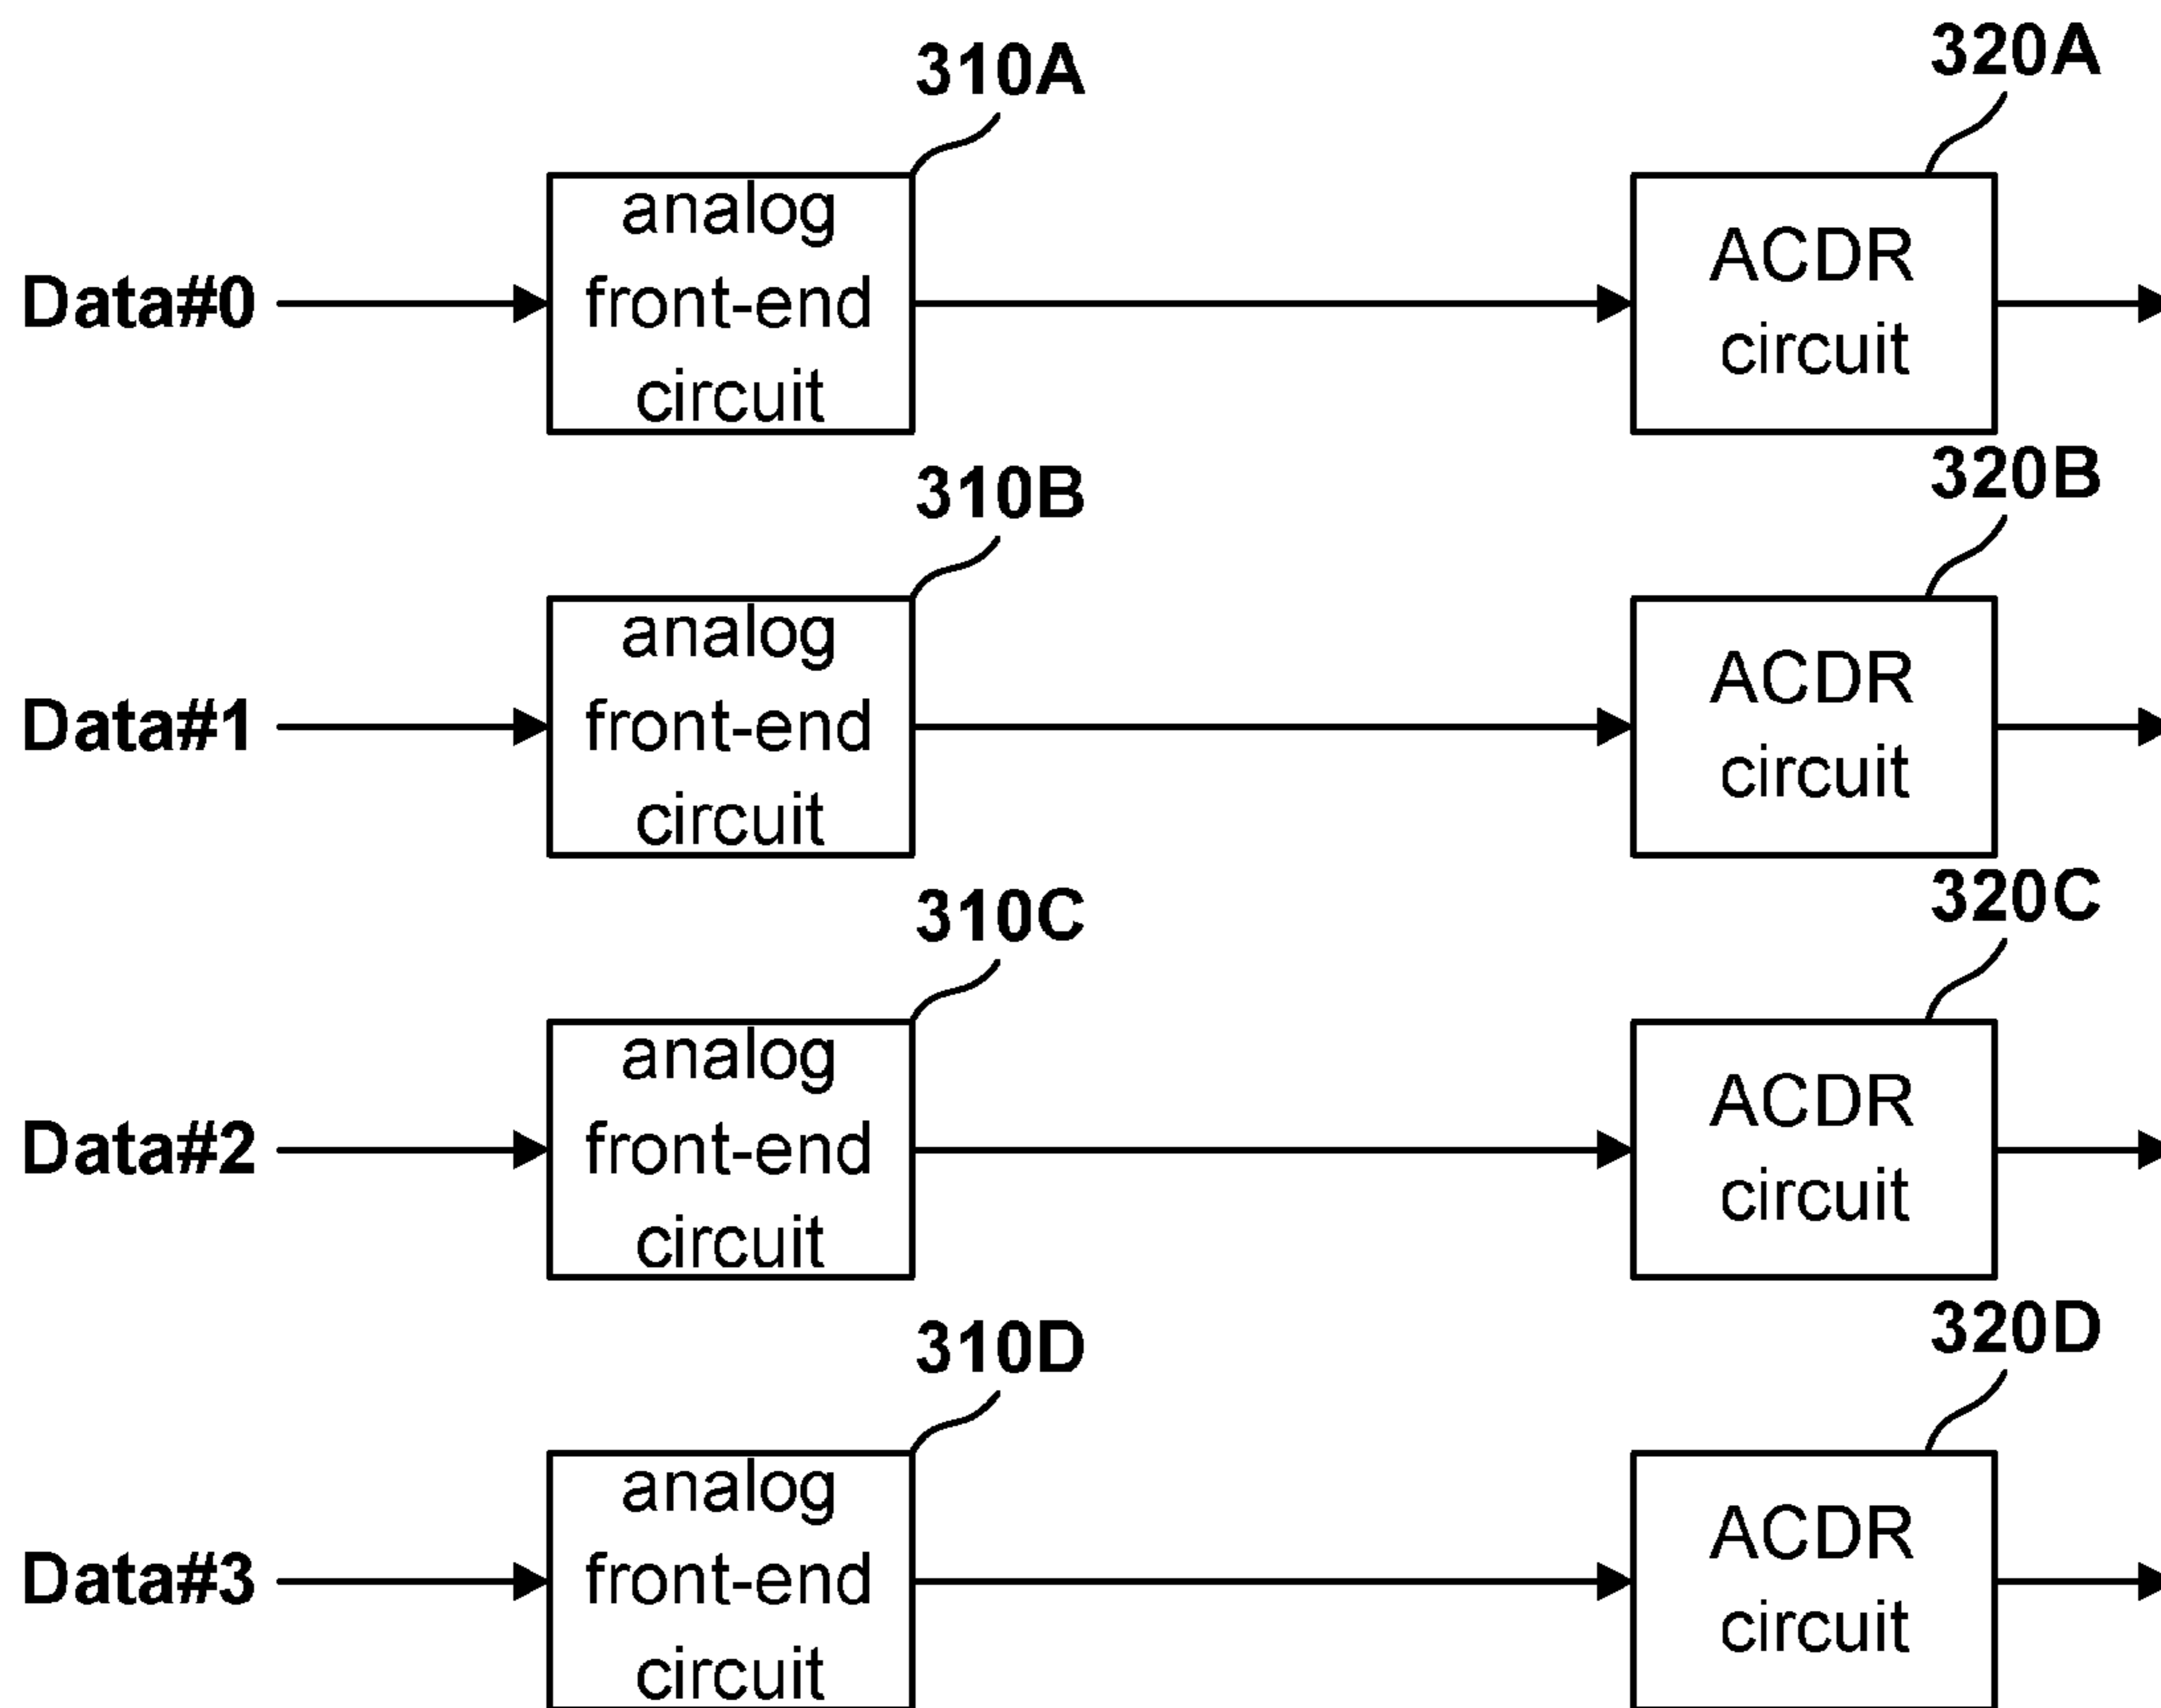 310A
320A
Data#0
analog
front-end
circuit
ACDR
circuit
310B
320B
Data#1
analog
front-end
circuit
ACDR
circuit
310C
320C
Data#2
analog
front-end
circuit
ACDR
circuit
310D
320D
Data#3
analog
front-end
circuit
ACDR
circuit